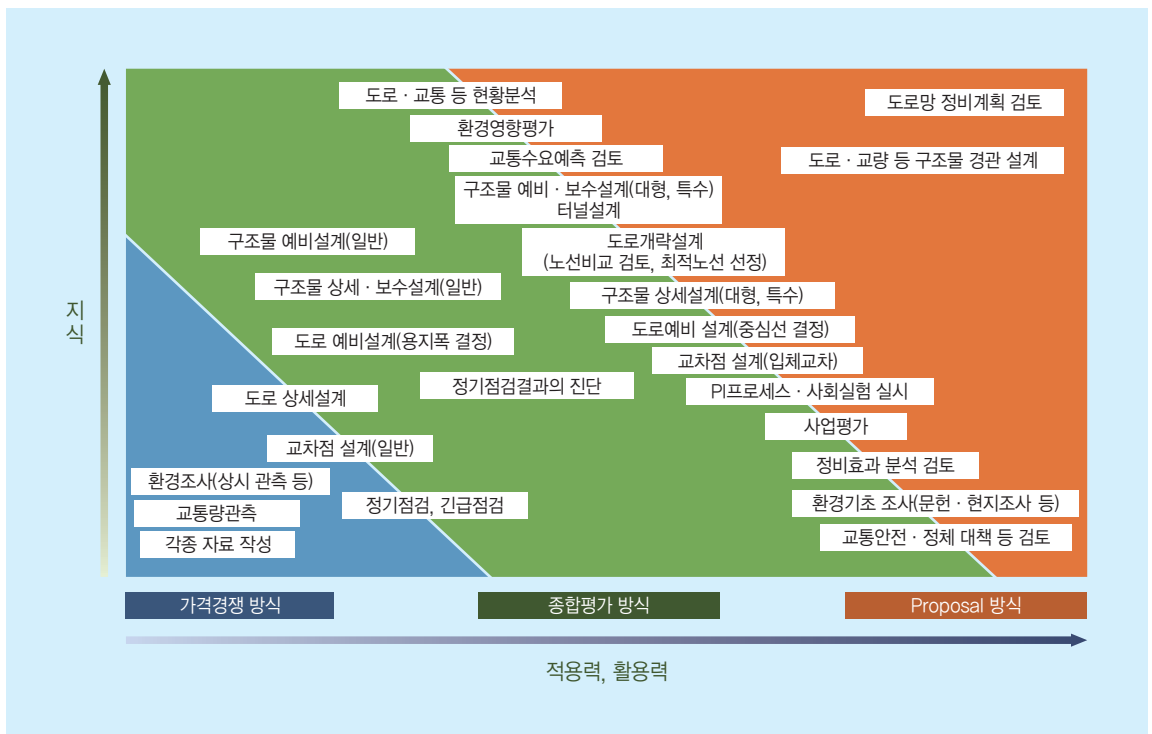 도로 · 교통 등 현황분석
도로망 정비계획 검토
환경영향평가
교통수요예측 검토
도로 · 교량 등 구조물 경관 설계
구조물 예비 · 보수설계(대형, 특수)
터널설계
구조물 예비설계(일반)
도로개략설계
(노선비교 검토, 최적노선 선정)
구조물 상세 · 보수설계(일반)
구조물 상세설계(대형, 특수)
지식
도로 예비설계(용지폭 결정)
도로예비 설계(중심선 결정)
교차점 설계(입체교차)
정기점검결과의 진단
PI프로세스 · 사회실험 실시
도로 상세설계
사업평가
교차점 설계(일반)
정비효과 분석 검토
환경조사(상시 관측 등)
정기점검, 긴급점검
환경기초 조사(문헌 · 현지조사 등)
교통량관측
교통안전 · 정체 대책 등 검토
각종 자료 작성
가격경쟁 방식
종합평가 방식
Proposal 방식
적용력, 활용력